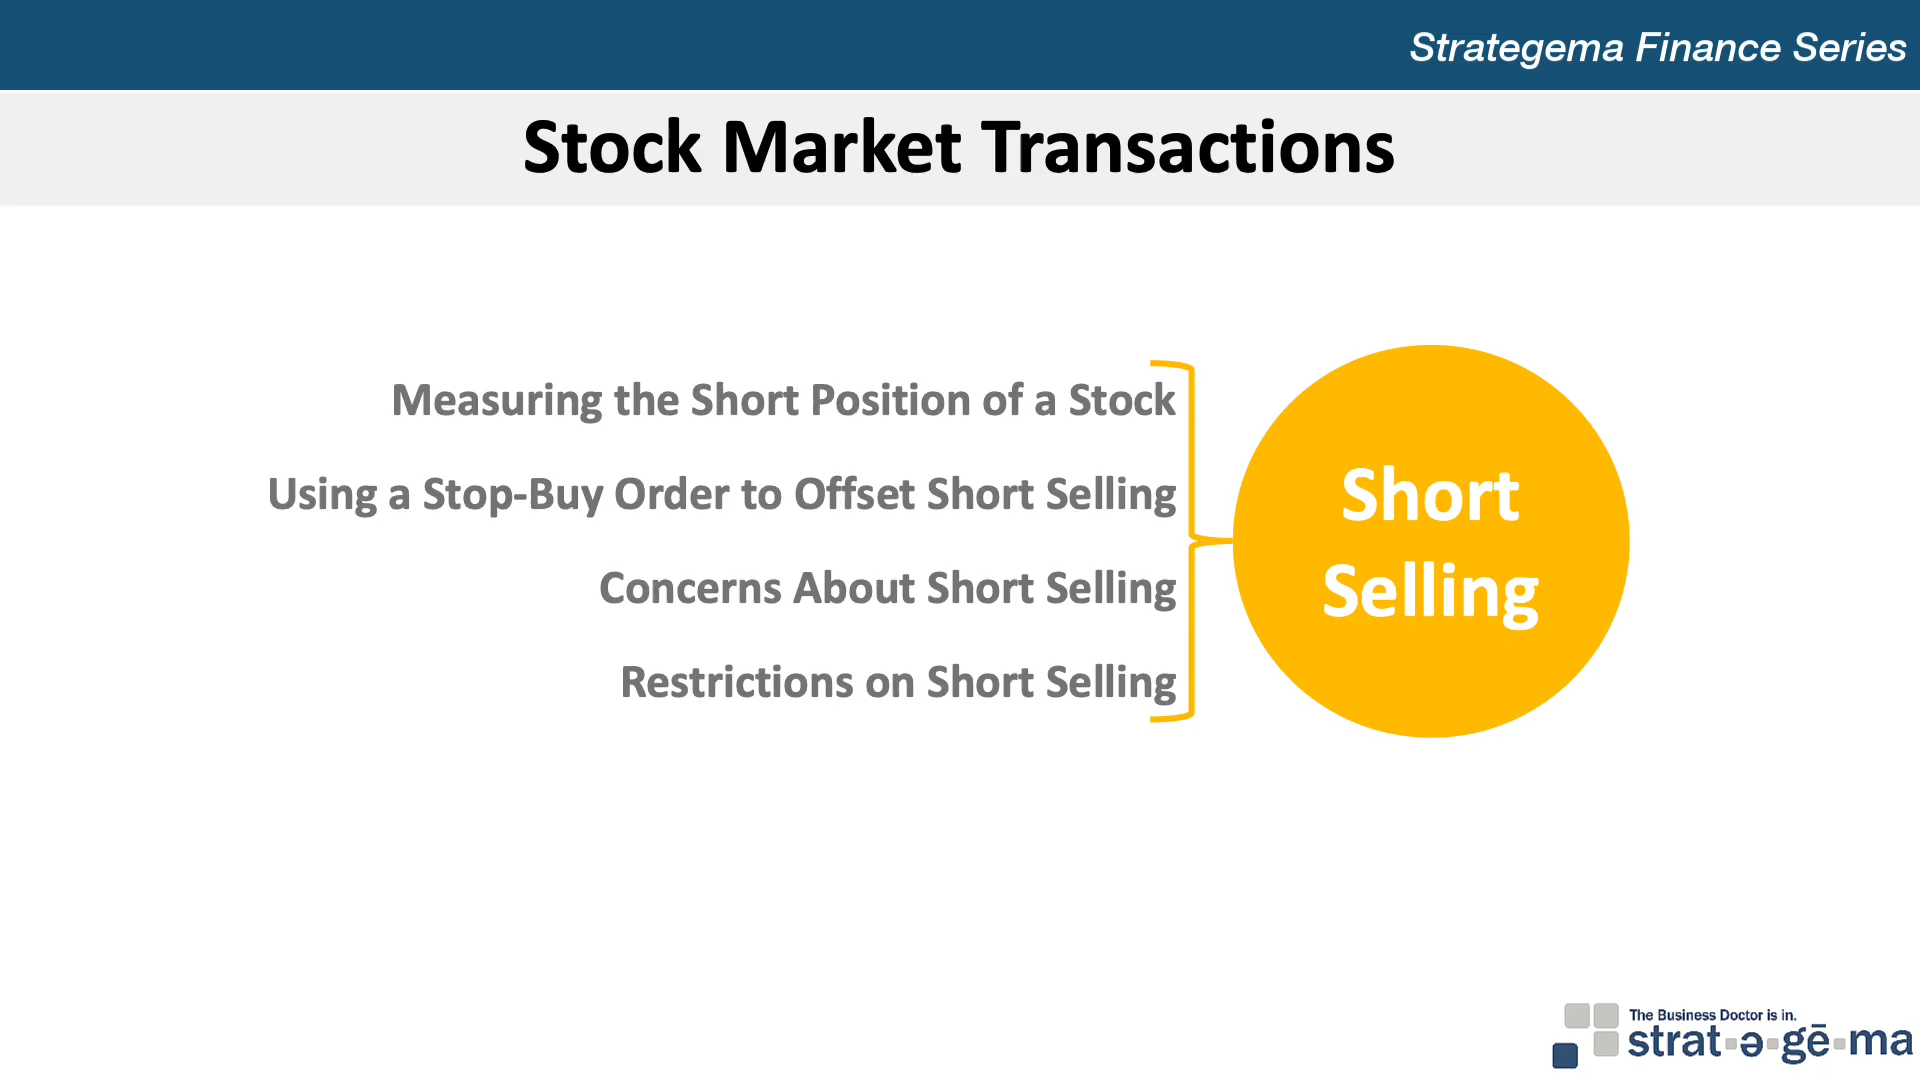 Strategema Finance Series
Stock Market Transactions
Measuring the Short Position of a Stock
Using a Stop-Buy Order to Offset Short Selling
Concerns About Short Selling
Restrictions on Short Selling
Short
Selling
The Business Doctor is in.
strat▪ə▪gē▪ma